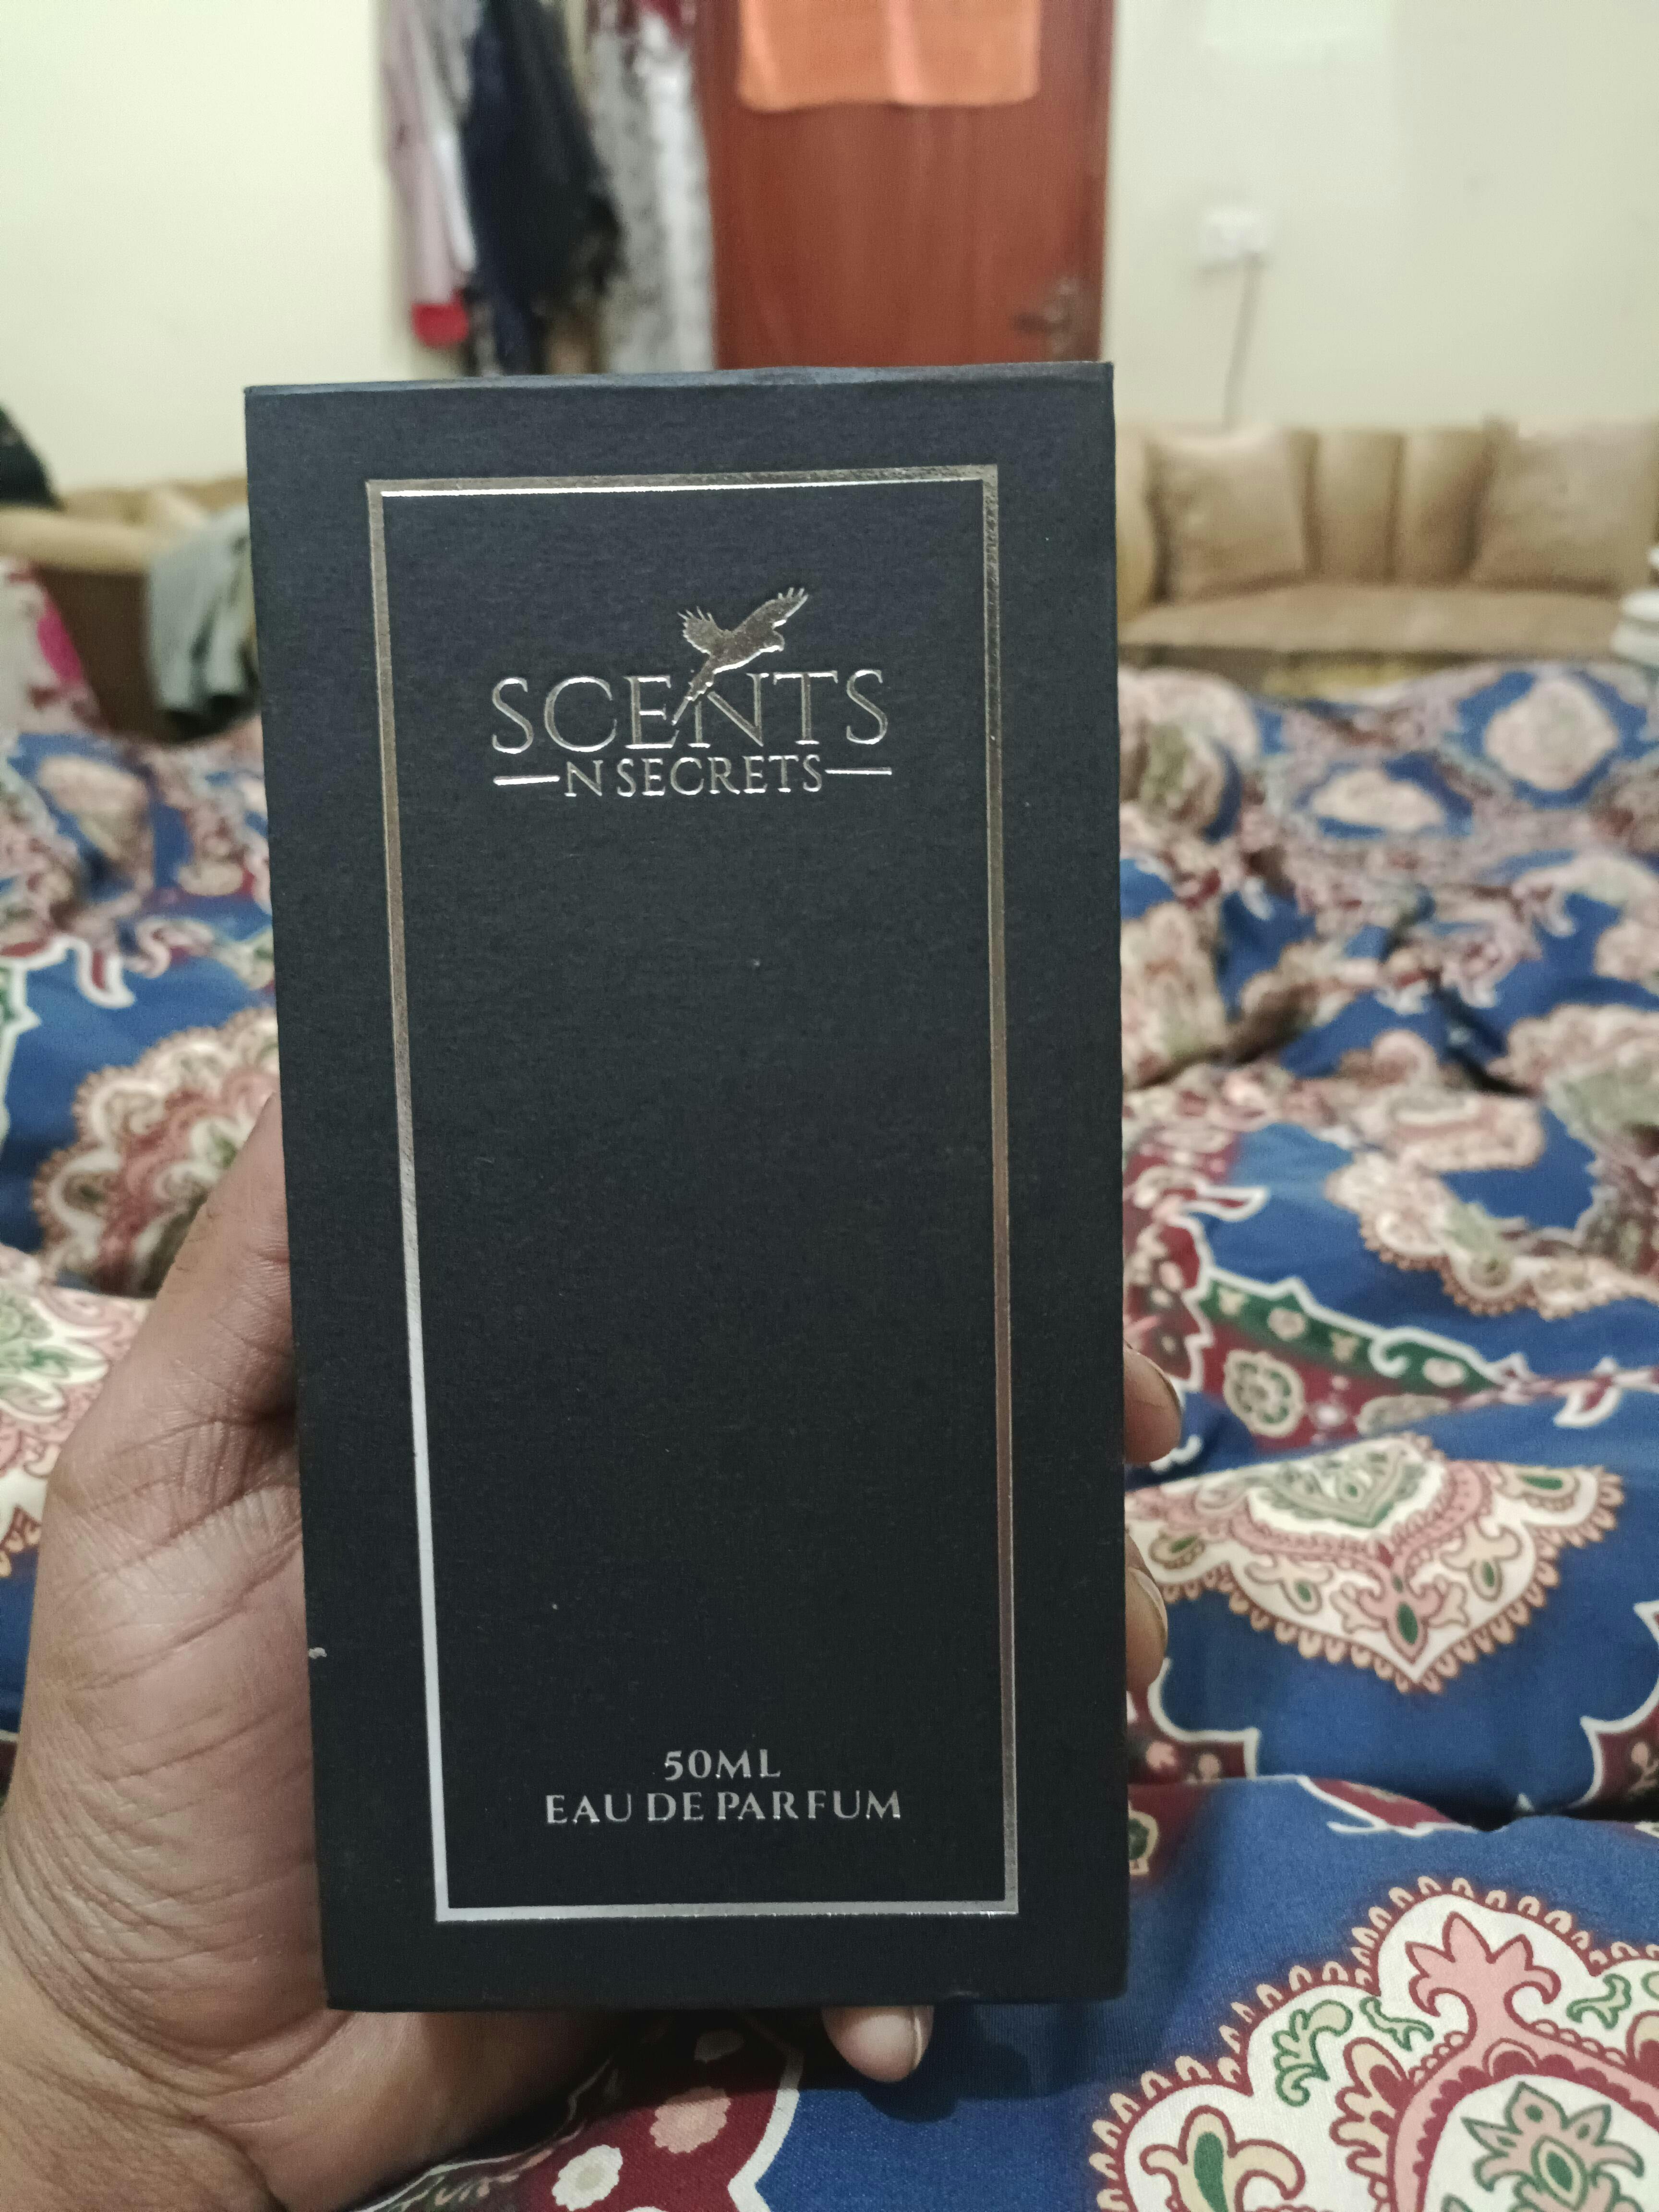 SCENTS
N SECRETS
50ML
EAU DE PARFUM